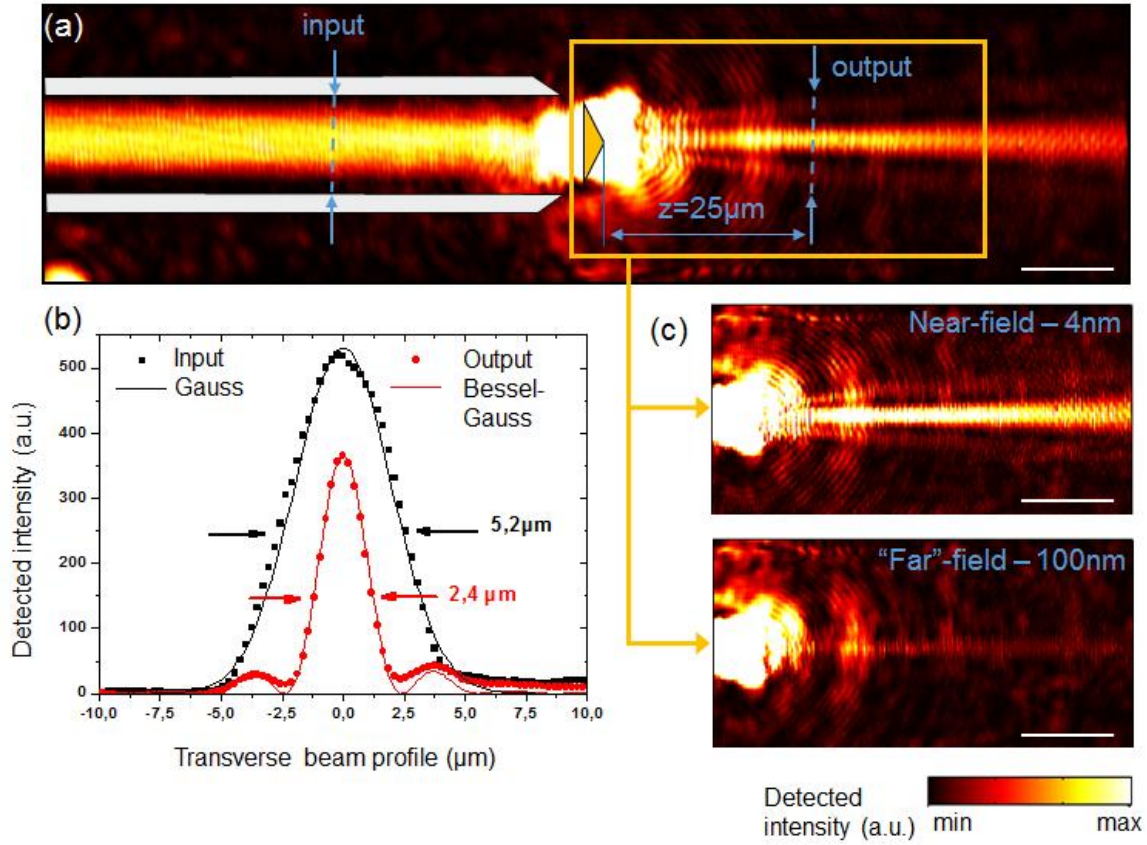 (a)
input
output
z=25µm
(b)
Input
Gauss
Output
Bessel-
Gauss
500
400
300
200
100
0
5,2µm
2,4 µm
-10,0 -7,5 -5,0 -2,5 0,0 2,5 5,0 7,5 10,0
Detected intensity (a.u.)
Transverse beam profile (µm)
(c)
Near-field – 4nm
“Far”-field – 100nm
Detected
intensity (a.u.)
min max